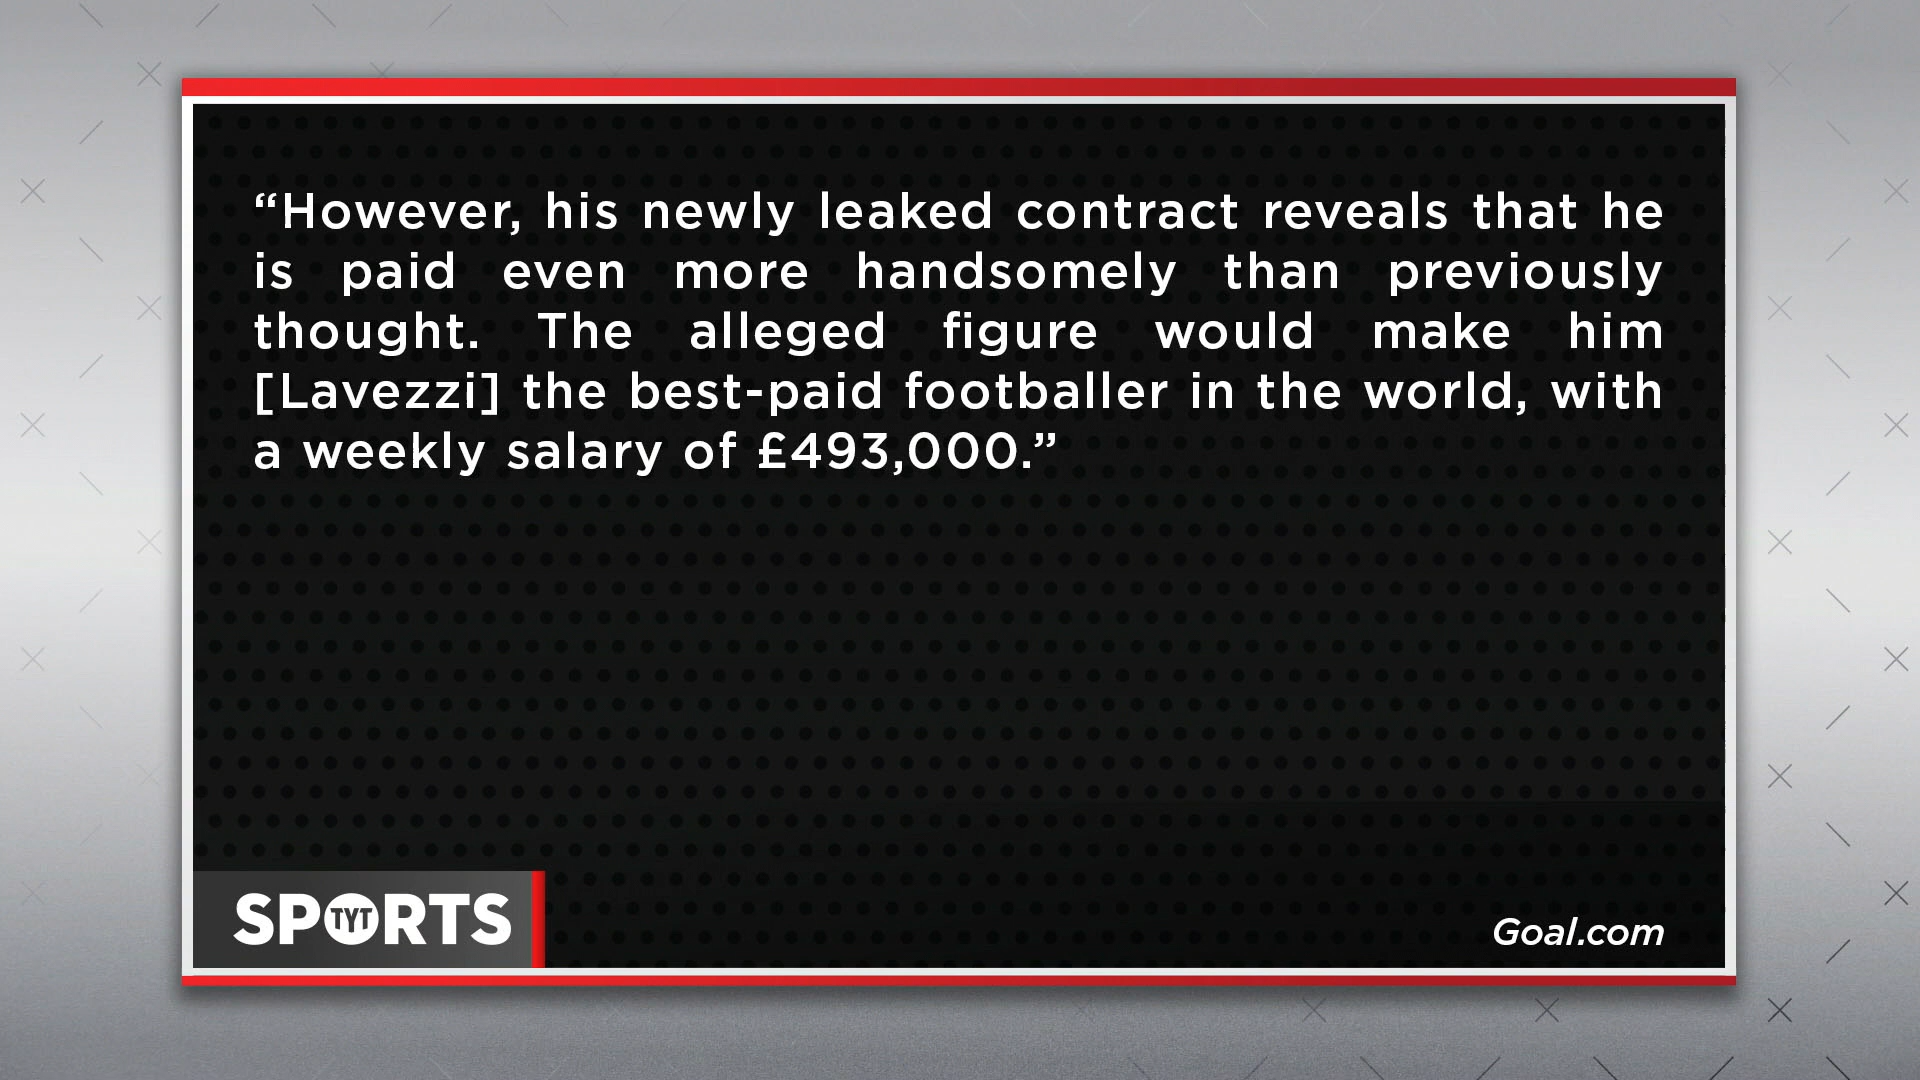 “However, his newly leaked contract reveals that he
is paid even more handsomely than previously
thought. The alleged figure would make him
[Lavezzi] the best-paid footballer in the world, with
a weekly salary of £493,000.”
SPORTS
TYT
Goal.com